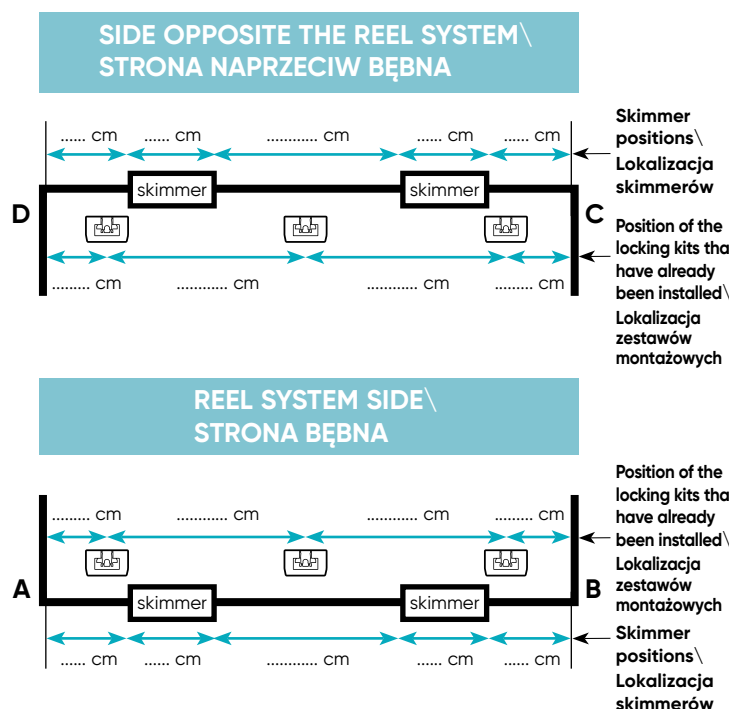 SIDE OPPOSITE THE REEL SYSTEM\
STRONA NAPRZECIW BĘBNA
...... cm ...... cm ............ cm ...... cm ...... cm
Skimmer
positions\
Lokalizacja
skimmerów
skimmer skimmer
D C
Position of the
locking kits tha
have already
been installed\
Lokalizacja
zestawów
montażowych
.......... cm ............ cm ............ cm .......... cm
REEL SYSTEM SIDE\
STRONA BĘBNA
.......... cm ............ cm ............ cm .......... cm
Position of the
locking kits tha
have already
been installed\
Lokalizacja
zestawów
montażowych
A B
skimmer skimmer
...... cm ...... cm ............ cm ...... cm ...... cm
Skimmer
positions\
Lokalizacja
skimmerów